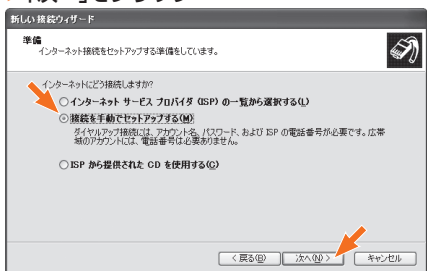 新しい接続ウィザード
準備
インターネット接続をセットアップする準備をしています。
インターネットにどう接続しますか?
インターネット サービス プロバイダ (ISP) の一覧から選択する(L)
接続を手動でセットアップする(M)
ダイヤルアップ接続には、アカウント名、パスワード、および ISP の電話番号が必要です。広帯
域のアカウントには、電話番号は必要ありません。
ISP から提供された CD を使用する(C)
< 戻る(B) 次へ(N) > キャンセル